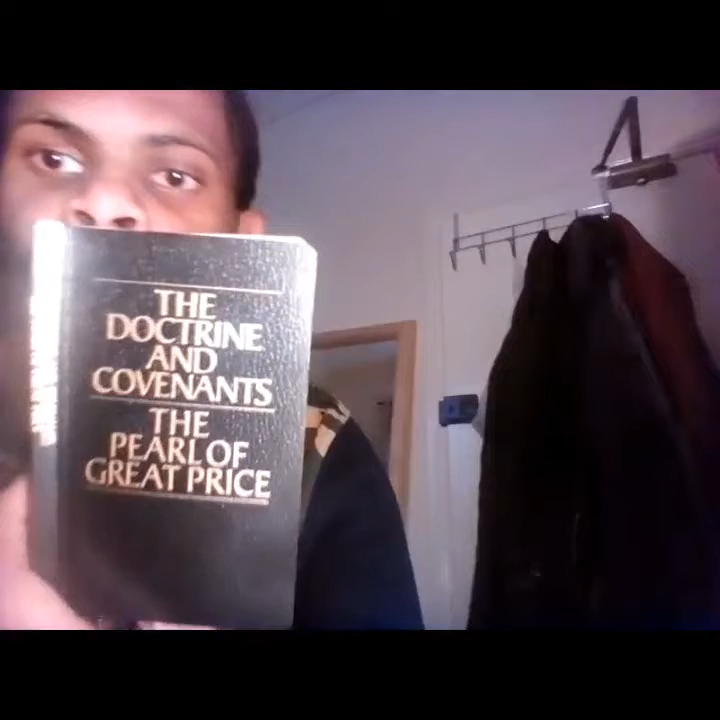 THE
DOCTRINE
AND
COVENANTS
THE
PEARL OF
GREAT PRICE